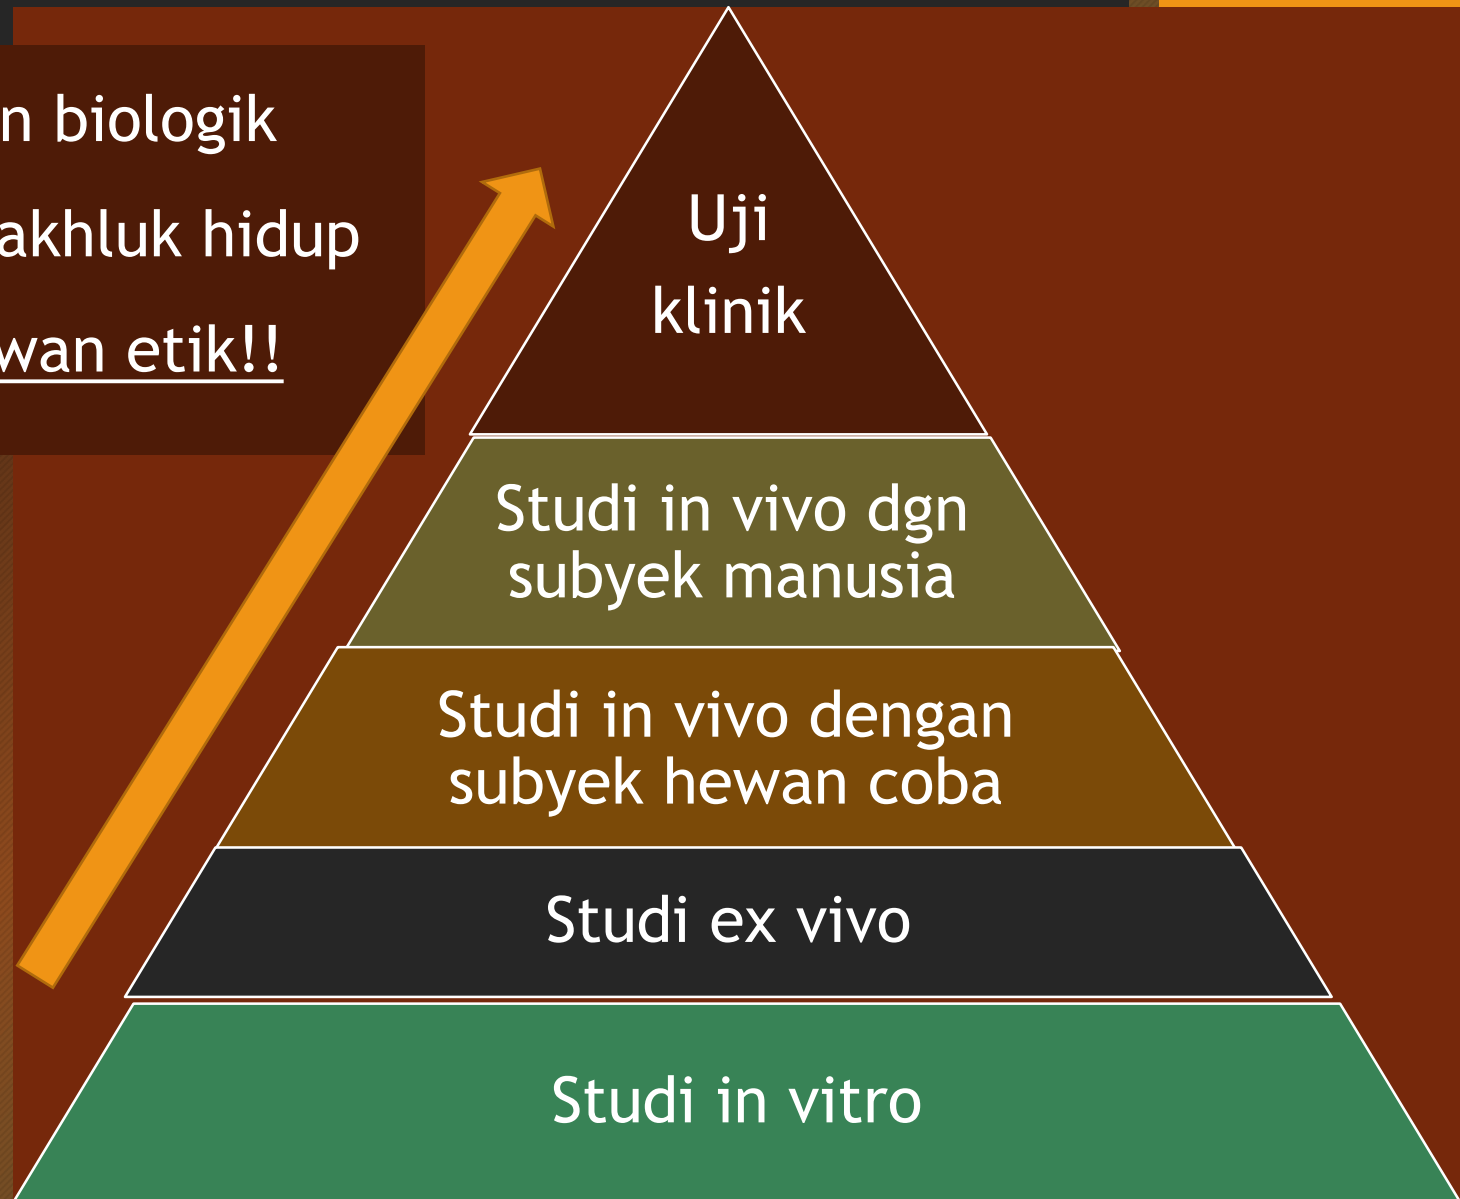 n biologik
akhluk hidup
wan etik!!
Uji
klinik
Studi in vivo dgn
subyek manusia
Studi in vivo dengan
subyek hewan coba
Studi ex vivo
Studi in vitro